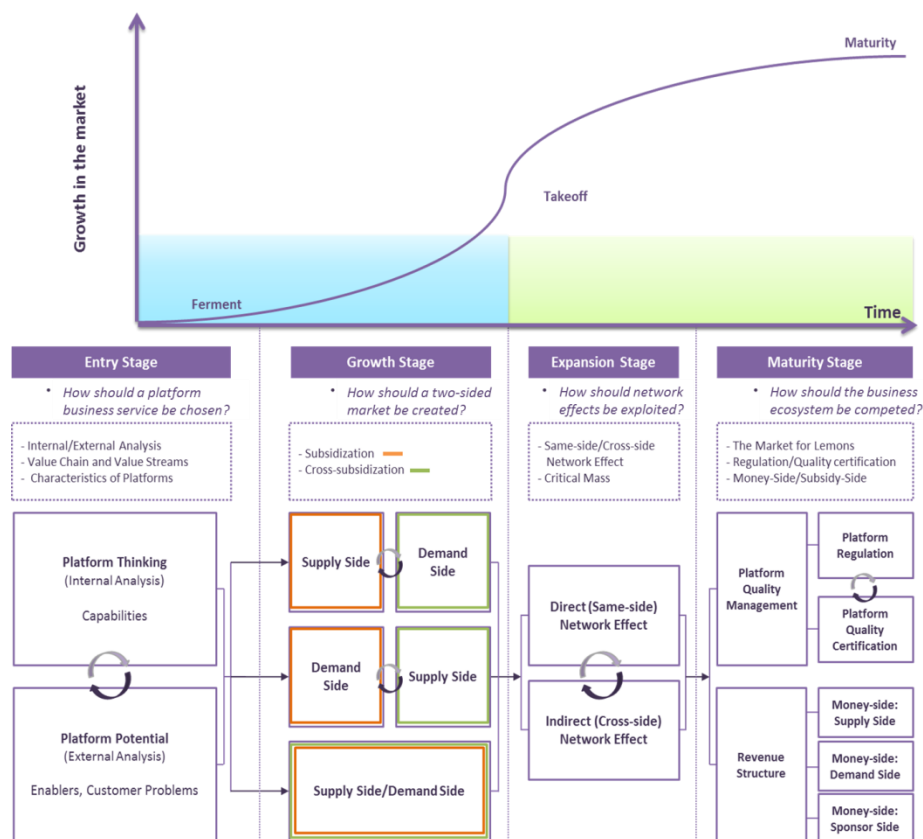 Growth in the market
Maturity
Takeoff
Ferment
Time
Entry Stage
• How should a platform
business service be chosen?
- Internal/External Analysis
- Value Chain and Value Streams
- Characteristics of Platforms
Growth Stage
• How should a two-sided
market be created?
- Subsidization
- Cross-subsidization
Expansion Stage
• How should network
effects be exploited?
- Same-side/Cross-side
Network Effect
- Critical Mass
Maturity Stage
• How should the business
ecosystem be competed?
- The Market for Lemons
- Regulation/Quality certification
- Money-Side/Subsidy-Side
Platform Thinking
(Internal Analysis)
Capabilities
Platform Potential
(External Analysis)
Enablers, Customer Problems
Supply Side
Demand
Side
Demand
Side
Supply Side
Supply Side/Demand Side
Direct (Same-side)
Network Effect
Indirect (Cross-side)
Network Effect
Platform
Quality
Management
Platform
Regulation
Platform
Quality
Certification
Revenue
Structure
Money-side:
Supply Side
Money-side:
Demand Side
Money-side:
Sponsor Side